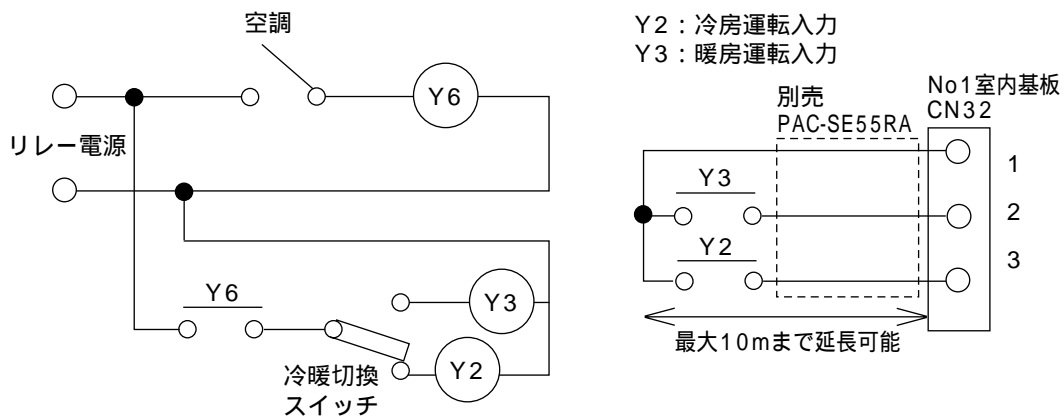 空調
Y6
リレー電源
Y6
Y3
Y2
冷暖切換
スイッチ
Y2：冷房運転入力
Y3：暖房運転入力
別売
PAC-SE55RA
No1室内基板
CN32
1
Y3
2
Y2
3
最大10mまで延長可能